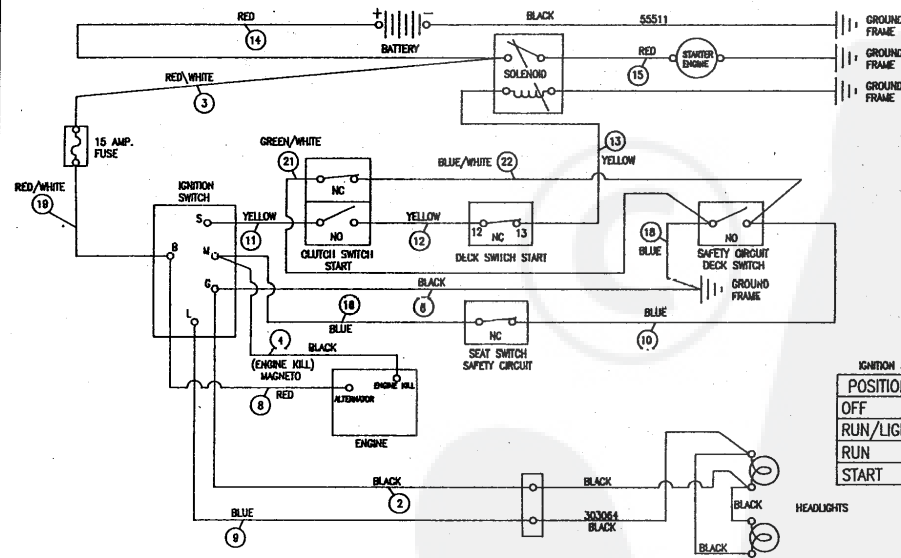 RED
14
+
−
BATTERY
BLACK
55511
GROUND
FRAME
RED
15
STARTER
ENGINE
GROUND
FRAME
SOLENOID
GROUND
FRAME
RED\WHITE
3
15 AMP.
FUSE
13
YELLOW
GREEN/WHITE
21
BLUE/WHITE 22
RED/WHITE
19
IGNITION
SWITCH
NC
S
YELLOW
11
NO
CLUTCH SWITCH
START
YELLOW
12
12 NC 13
DECK SWITCH START
18
BLUE
NO
SAFETY CIRCUIT
DECK SWITCH
B
M
G
L
BLACK
GROUND
FRAME
16
BLUE
NC
SEAT SWITCH
SAFETY CIRCUIT
BLUE
10
4
BLACK
(ENGINE KILL)
MAGNETO
8
RED
ENGINE KILL
ALTERNATOR
ENGINE
IGNITION
POSITION
OFF
RUN/LIG
RUN
START
BLACK
2
BLACK
BLUE
9
303064
BLACK
BLACK
HEADLIGHTS
BLACK